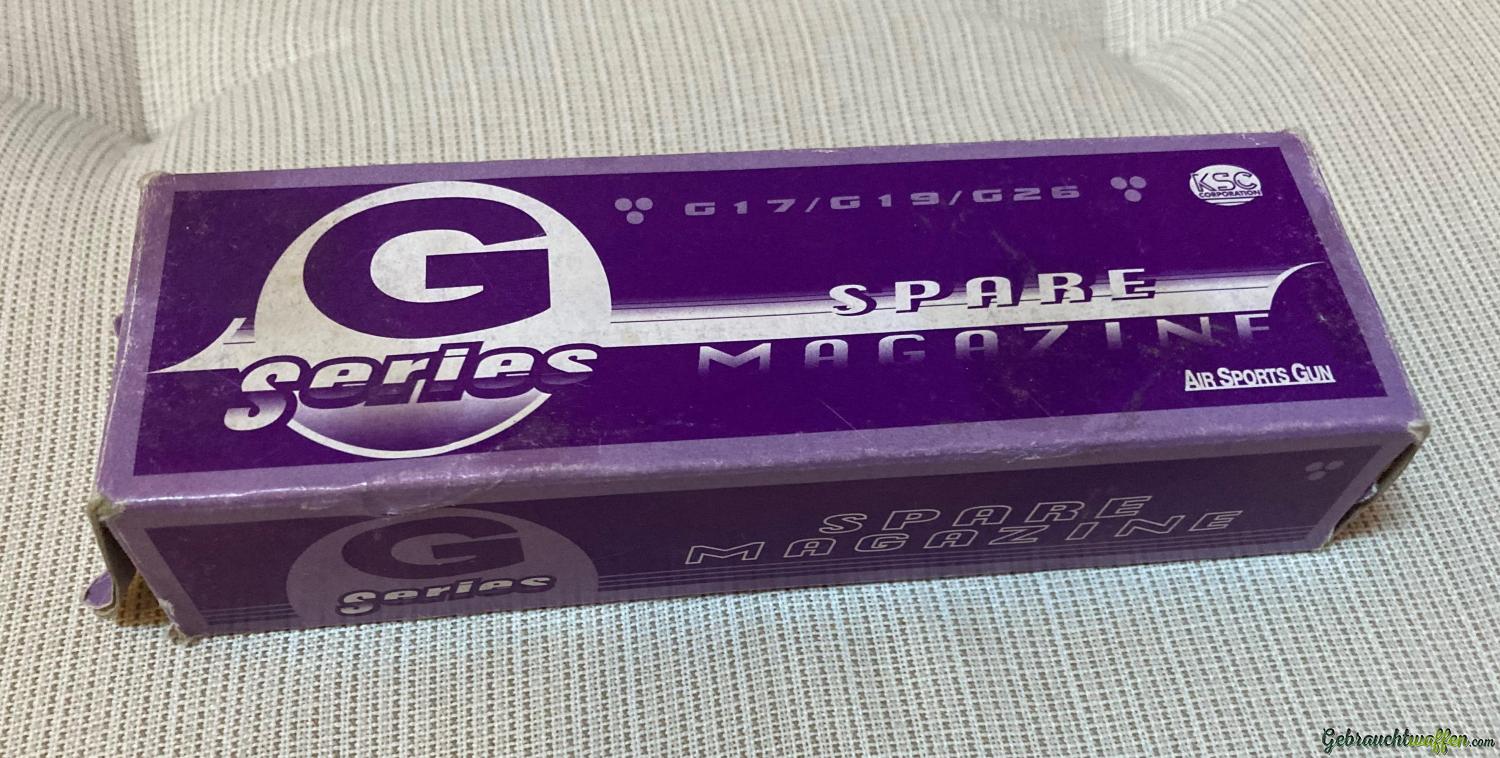 G17/G19/G26
KSC
CORPORATION
G
Series
SPARE
MAGAZINE
AIR SPORTS GUN
G
Series
SPARE
MAGAZINE
Gebrauchtwaffen.com